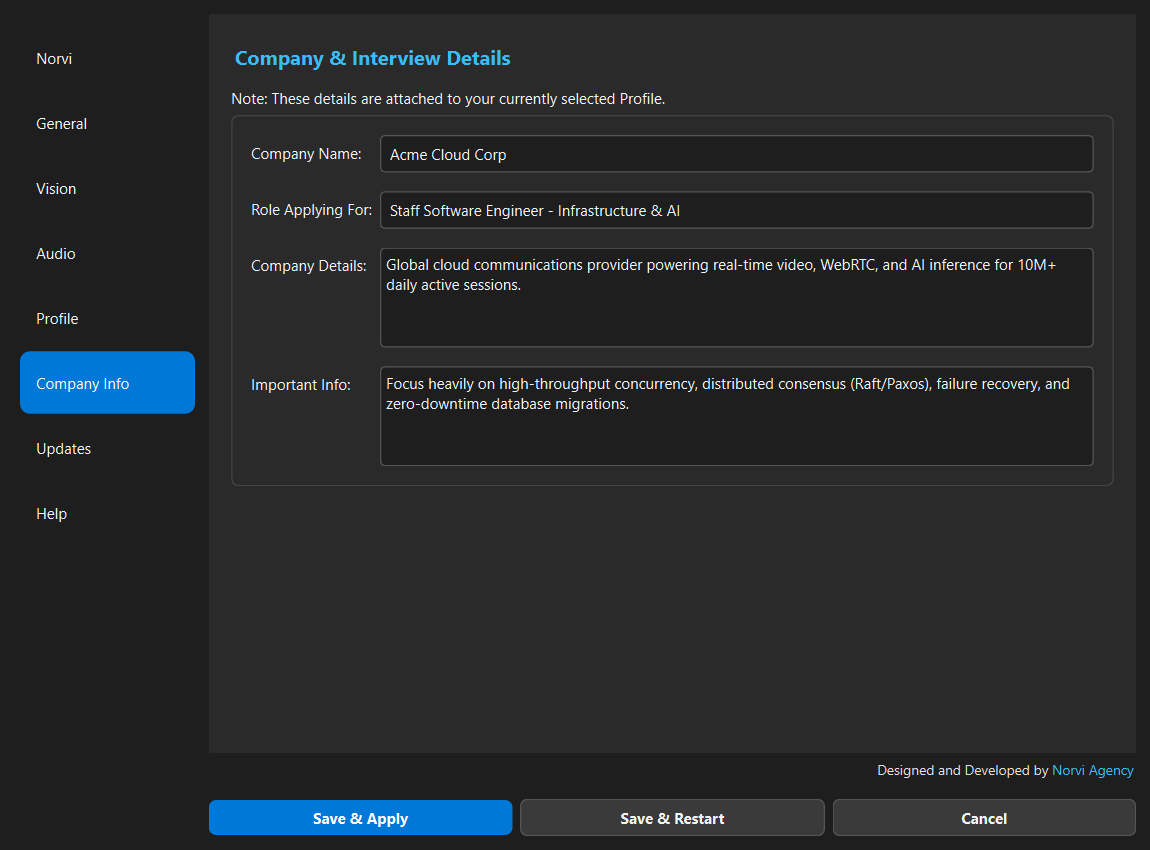 Norvi
General
Vision
Audio
Profile
Company Info
Updates
Help
Company & Interview Details
Note: These details are attached to your currently selected Profile.
Company Name:
Acme Cloud Corp
Role Applying For:
Staff Software Engineer - Infrastructure & AI
Company Details:
Global cloud communications provider powering real-time video, WebRTC, and AI inference for 10M+
daily active sessions.
Important Info:
Focus heavily on high-throughput concurrency, distributed consensus (Raft/Paxos), failure recovery, and
zero-downtime database migrations.
Designed and Developed by Norvi Agency
Save & Apply
Save & Restart
Cancel